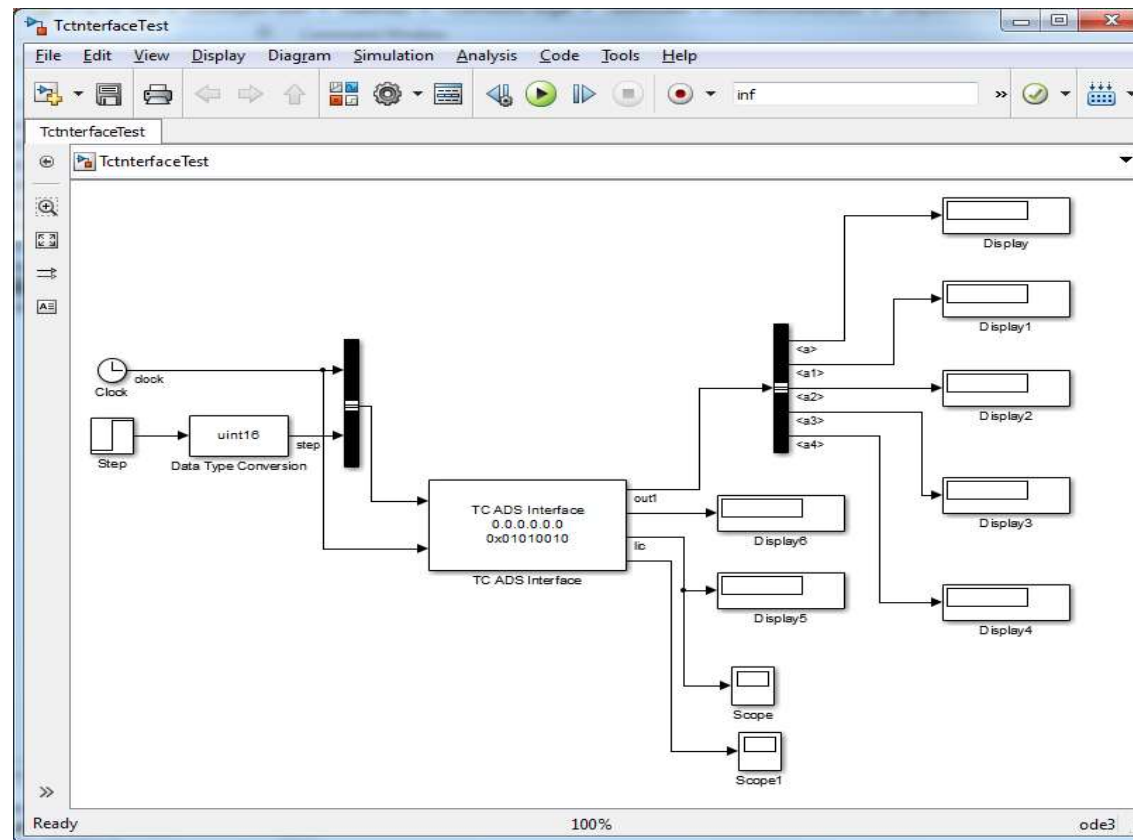 TctnterfaceTest
File Edit View Display Diagram Simulation Analysis Code Tools Help
inf
TctnterfaceTest
TctnterfaceTest
Display
Display1
<a>
<a1>
<a2>
<a3>
<a4>
Display2
clock
Clock
uint16
step
Step
Data Type Conversion
TC ADS Interface
0.0.0.0.0.0
0x01010010
TC ADS Interface
out1
lic
Display6
Display3
Display5
Display4
Scope
Scope1
Ready 100% ode3